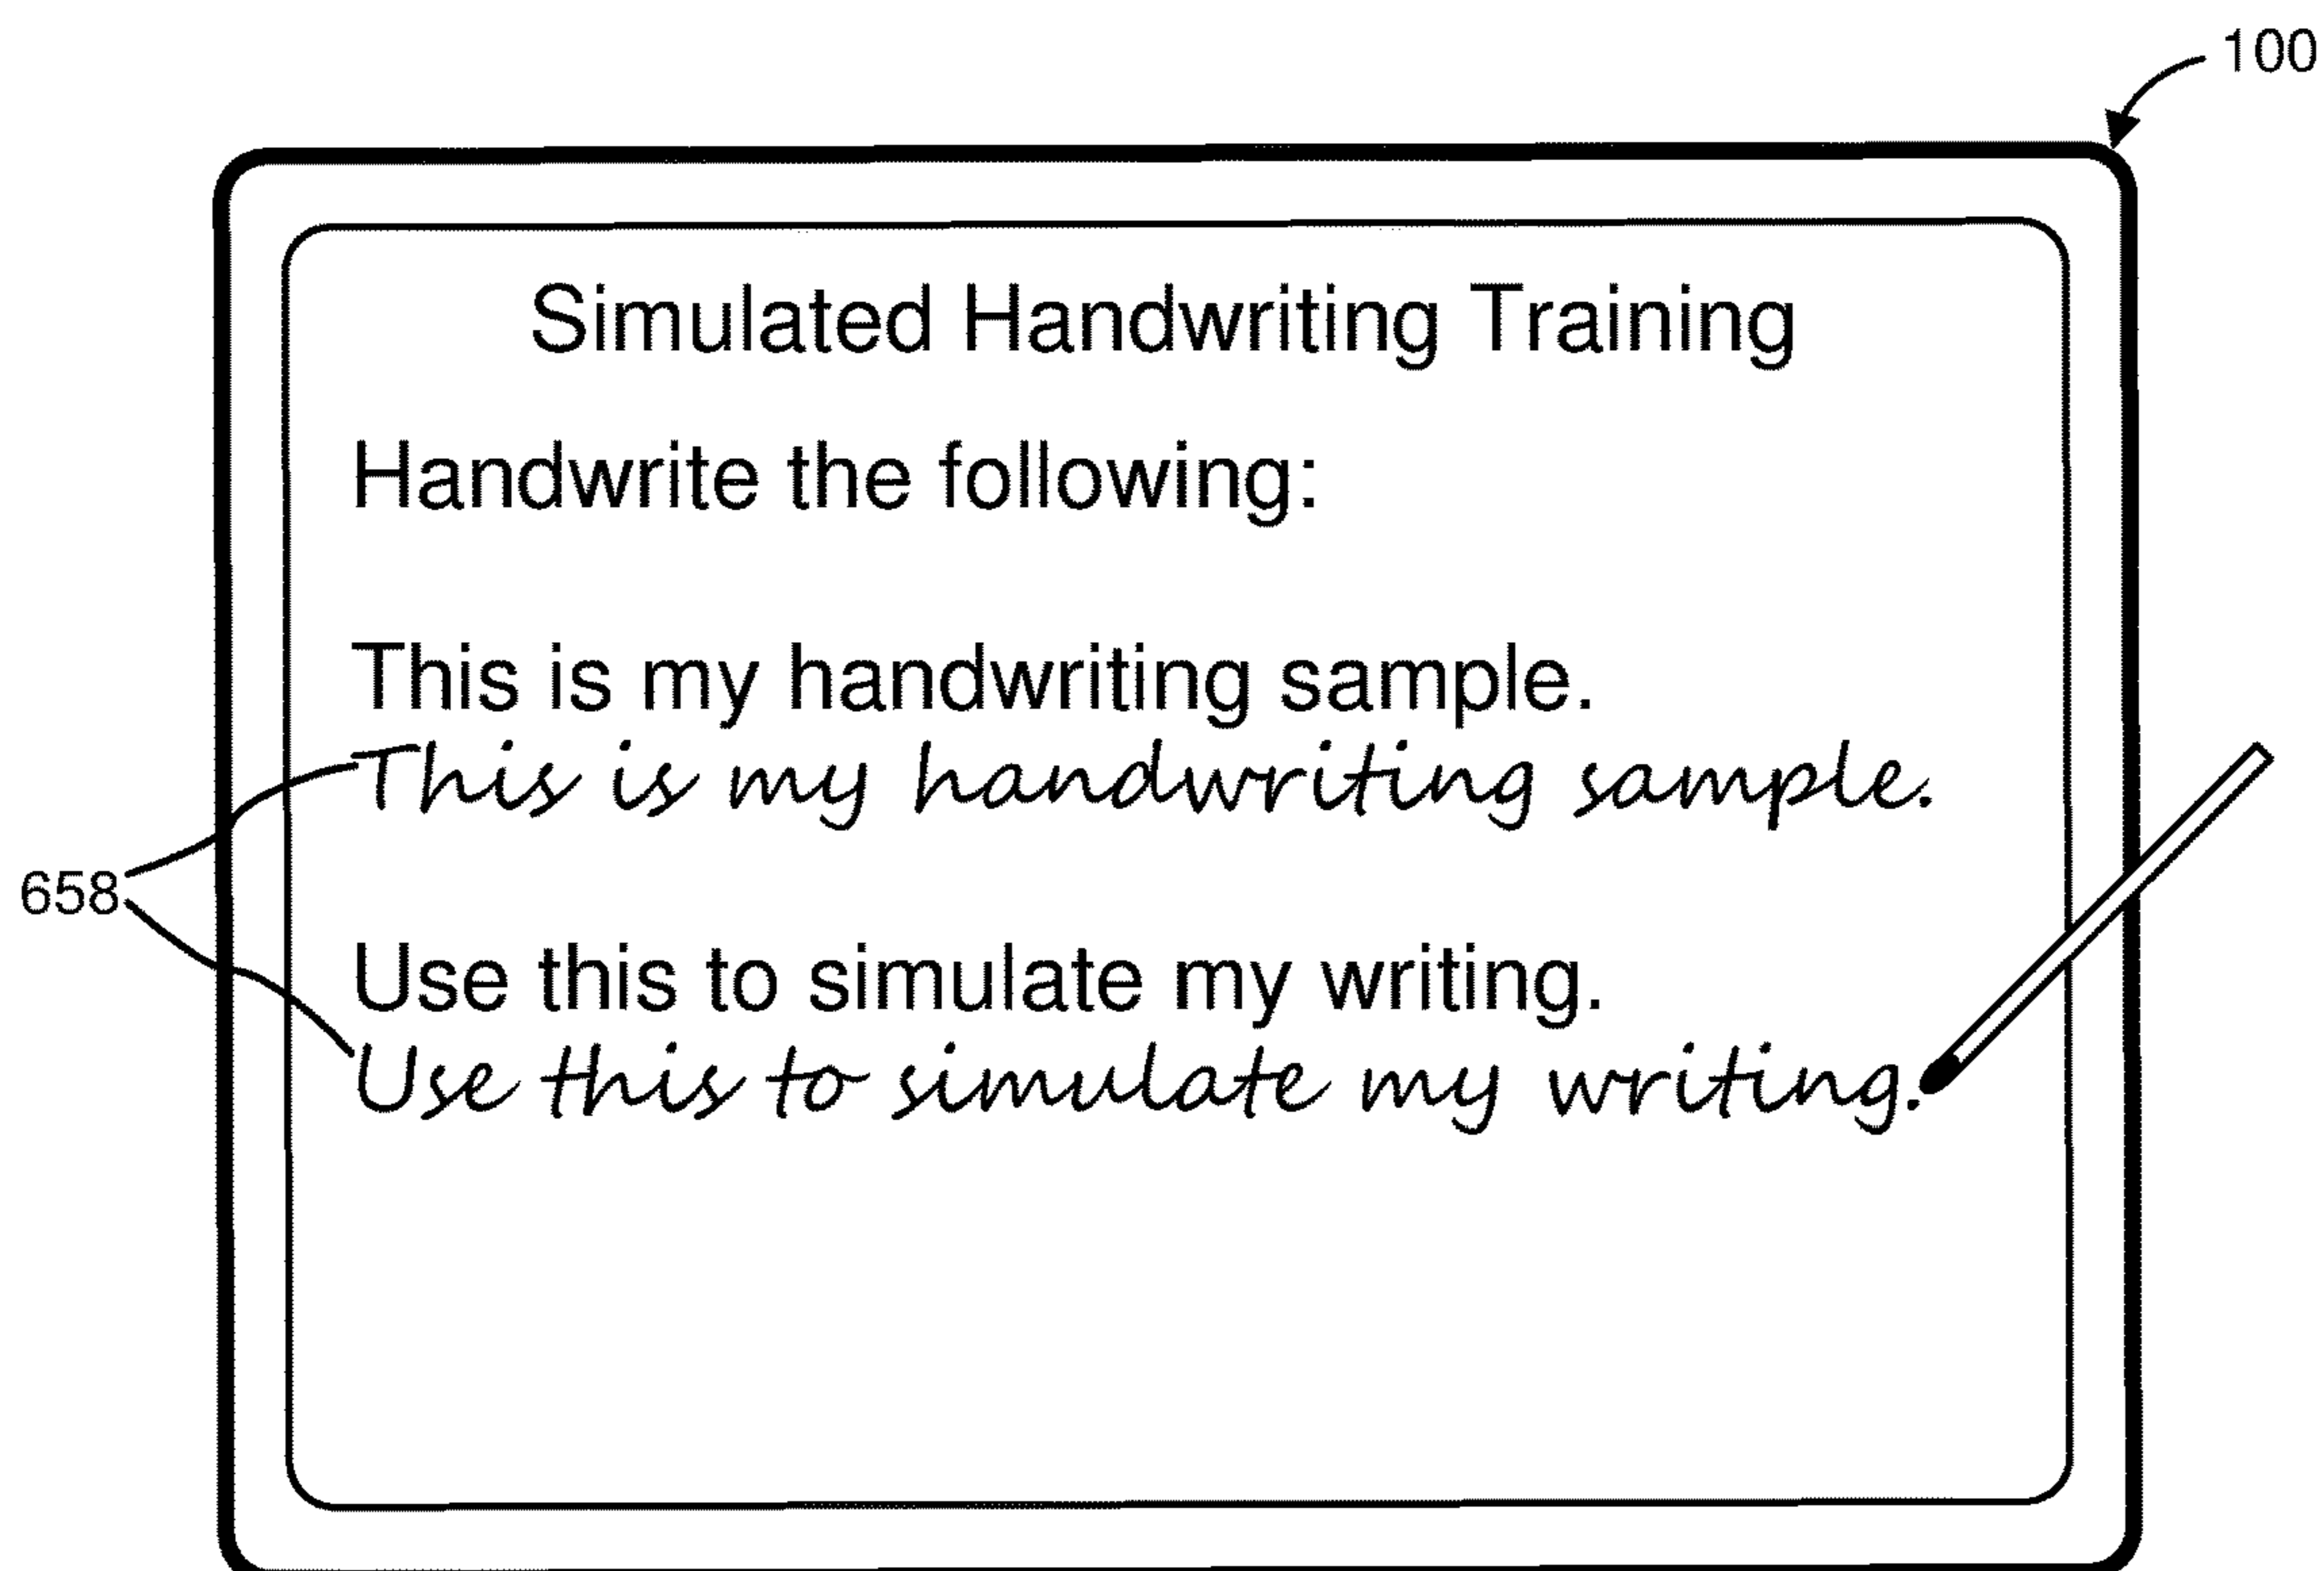 100
Simulated Handwriting Training
Handwrite the following:
This is my handwriting sample.
This is my handwriting sample.
658
Use this to simulate my writing.
Use this to simulate my writing.